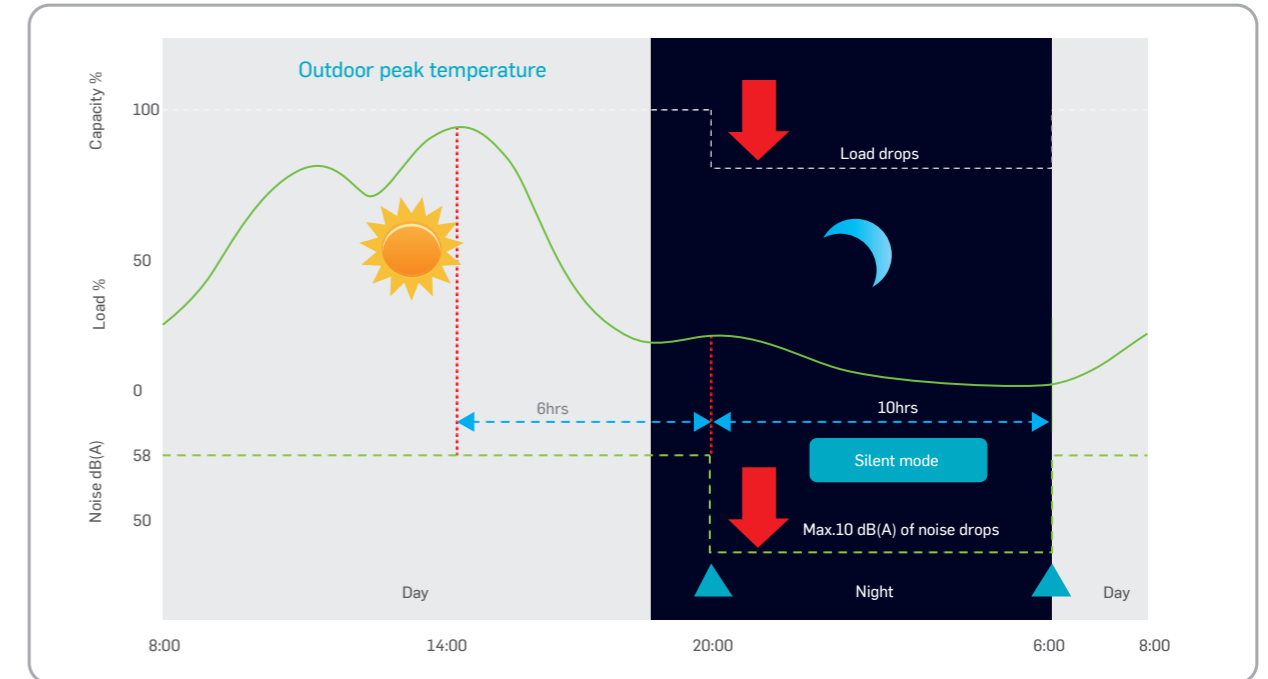 Outdoor peak temperature
Capacity %
100
Load drops
50
Load %
0
6hrs
10hrs
58
Silent mode
Noise dB(A)
50
Max.10 dB(A) of noise drops
Day
Night
Day
8:00
14:00
20:00
6:00
8:00